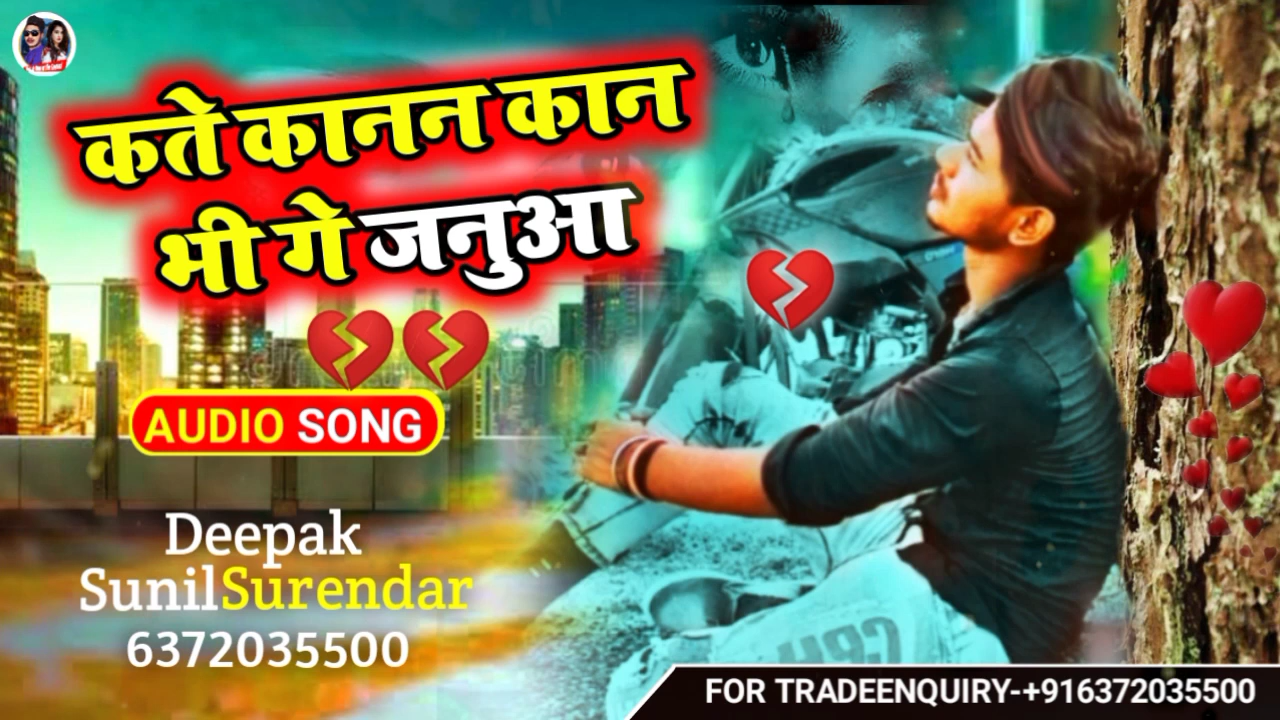 कते कानन कान
भी गे जनुआ
AUDIO SONG
Deepak
SunilSurendar
6372035500
FOR TRADEENQUIRY-+916372035500